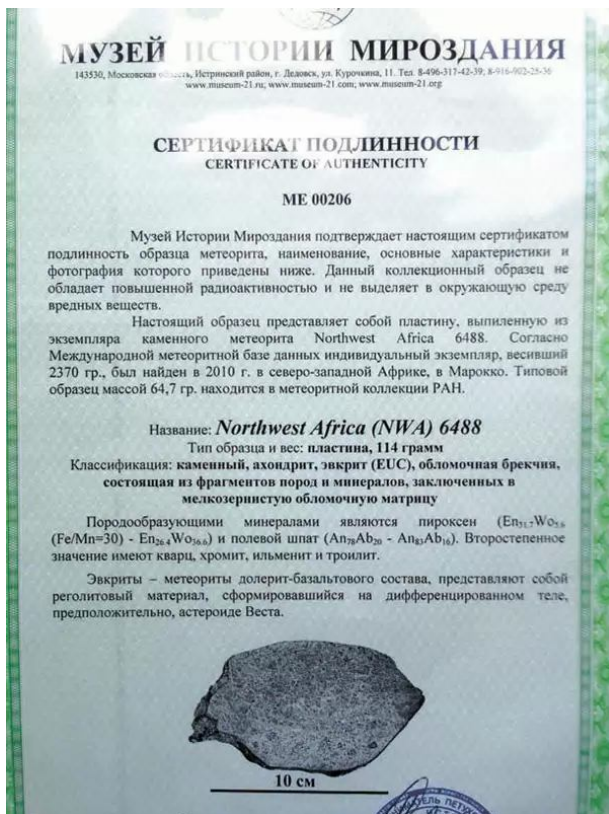 МУЗЕЙ ИСТОРИИ МИРОЗДАНИЯ
143530, Московская область, Истринский район, г. Дедовск, ул. Курочкина, 11. Тел. 8-496-317-42-39; 8-916-902-25-36
www.museum-21.ru; www.museum-21.com; www.museum-21.org
СЕРТИФИКАТ ПОДЛИННОСТИ
CERTIFICATE OF AUTHENTICITY
ME 00206
Музей Истории Мироздания подтверждает настоящим сертификатом
подлинность образца метеорита, наименование, основные характеристики и
фотография которого приведены ниже. Данный коллекционный образец не
обладает повышенной радиоактивностью и не выделяет в окружающую среду
вредных веществ.
Настоящий образец представляет собой пластину, выпиленную из
экземпляра каменного метеорита Northwest Africa 6488. Согласно
Международной метеоритной базе данных индивидуальный экземпляр, весивший
2370 гр., был найден в 2010 г. в северо-западной Африке, в Марокко. Типовой
образец массой 64,7 гр. находится в метеоритной коллекции РАН.
Название: Northwest Africa (NWA) 6488
Тип образца и вес: пластина, 114 грамм
Классификация: каменный, ахондрит, эвкрит (EUC), обломочная брекчия,
состоящая из фрагментов пород и минералов, заключенных в
мелкозернистую обломочную матрицу
Породообразующими минералами являются пироксен (En51.7Wo5.6
(Fe/Mn=30) - En26.4Wo36.6) и полевой шпат (An78Ab20 - An83Ab16). Второстепенное
значение имеют кварц, хромит, ильменит и троилит.
Эвкриты – метеориты долерит-базальтового состава, представляют собой
реголитовый материал, сформировавшийся на дифференцированном теле,
предположительно, астероиде Веста.
10 см